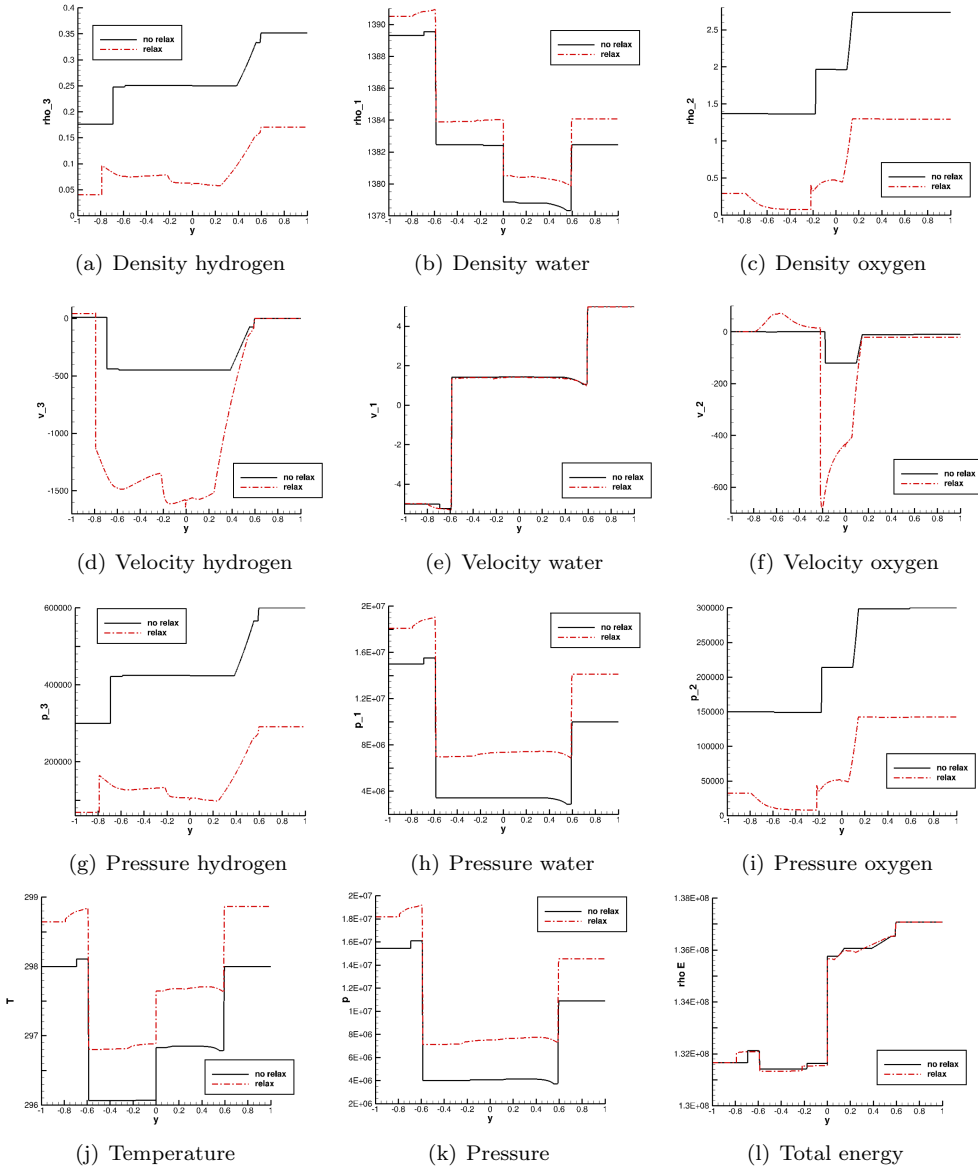 0.4
0.35
0.3
0.25
0.2
0.15
0.1
0.05
0
rho_3
no relax
relax
-1 -0.8 -0.6 -0.4 -0.2 0 0.2 0.4 0.6 0.8 1
y
(a) Density hydrogen
1390
1388
1386
1384
1382
1380
1378
rho_1
no relax
relax
-1 -0.8 -0.6 -0.4 -0.2 0 0.2 0.4 0.6 0.8 1
y
(b) Density water
2.5
2
1.5
1
0.5
0
rho_2
no relax
relax
-1 -0.8 -0.6 -0.4 -0.2 0 0.2 0.4 0.6 0.8 1
y
(c) Density oxygen
0
-500
-1000
-1500
v_3
no relax
relax
-1 -0.8 -0.6 -0.4 -0.2 0 0.2 0.4 0.6 0.8 1
y
(d) Velocity hydrogen
4
2
0
-2
-4
v_1
no relax
relax
-1 -0.8 -0.6 -0.4 -0.2 0 0.2 0.4 0.6 0.8 1
y
(e) Velocity water
0
-200
-400
-600
v_2
no relax
relax
-1 -0.8 -0.6 -0.4 -0.2 0 0.2 0.4 0.6 0.8 1
y
(f) Velocity oxygen
600000
400000
200000
p_3
no relax
relax
-1 -0.8 -0.6 -0.4 -0.2 0 0.2 0.4 0.6 0.8 1
y
(g) Pressure hydrogen
2E+07
1.6E+07
1.2E+07
8E+06
4E+06
p_1
no relax
relax
-1 -0.8 -0.6 -0.4 -0.2 0 0.2 0.4 0.6 0.8 1
y
(h) Pressure water
300000
250000
200000
150000
100000
50000
0
p_2
no relax
relax
-1 -0.8 -0.6 -0.4 -0.2 0 0.2 0.4 0.6 0.8 1
y
(i) Pressure oxygen
299
298
297
296
T
no relax
relax
-1 -0.8 -0.6 -0.4 -0.2 0 0.2 0.4 0.6 0.8 1
y
(j) Temperature
2E+07
1.8E+07
1.6E+07
1.4E+07
1.2E+07
1E+07
8E+06
6E+06
4E+06
2E+06
p
no relax
relax
-1 -0.8 -0.6 -0.4 -0.2 0 0.2 0.4 0.6 0.8 1
y
(k) Pressure
1.38E+08
1.36E+08
1.34E+08
1.32E+08
1.3E+08
rho E
no relax
relax
-1 -0.8 -0.6 -0.4 -0.2 0 0.2 0.4 0.6 0.8 1
y
(l) Total energy